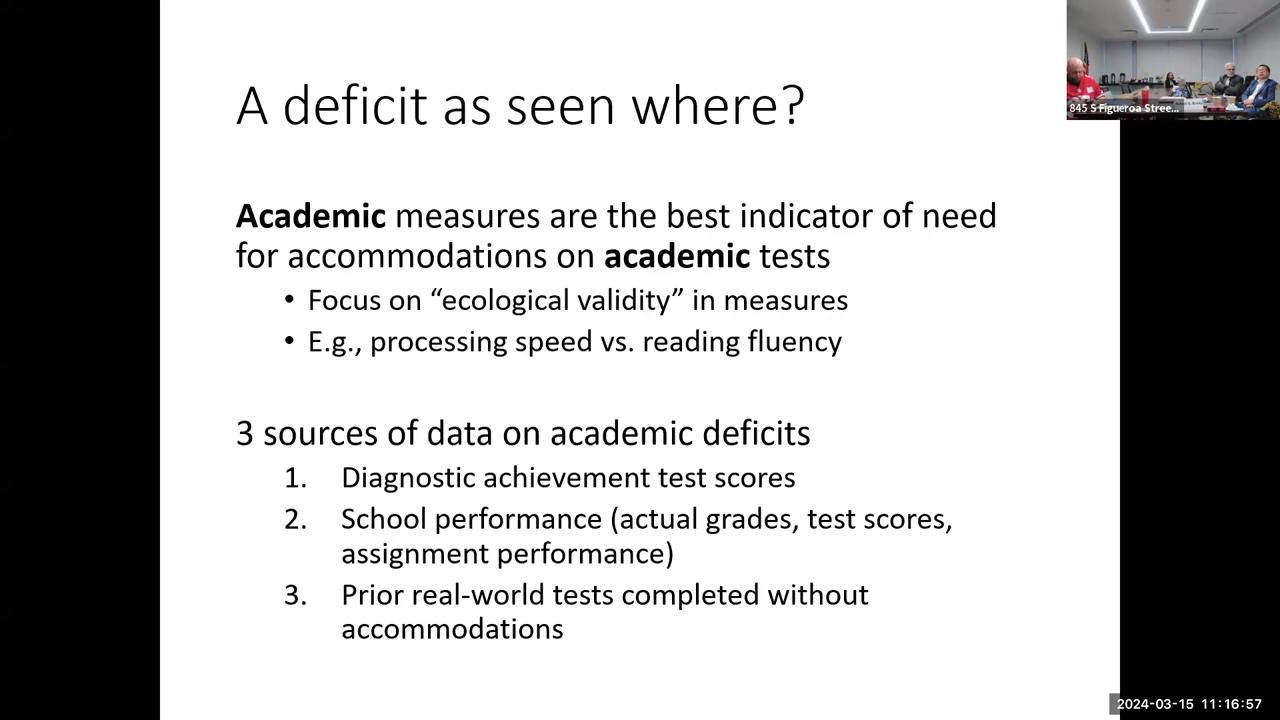 A deficit as seen where?
Academic measures are the best indicator of need
for accommodations on academic tests
• Focus on “ecological validity” in measures
• E.g., processing speed vs. reading fluency
3 sources of data on academic deficits
1. Diagnostic achievement test scores
2. School performance (actual grades, test scores,
assignment performance)
3. Prior real-world tests completed without
accommodations
845 S Figueroa Stree...
2024-03-15 11:16:57